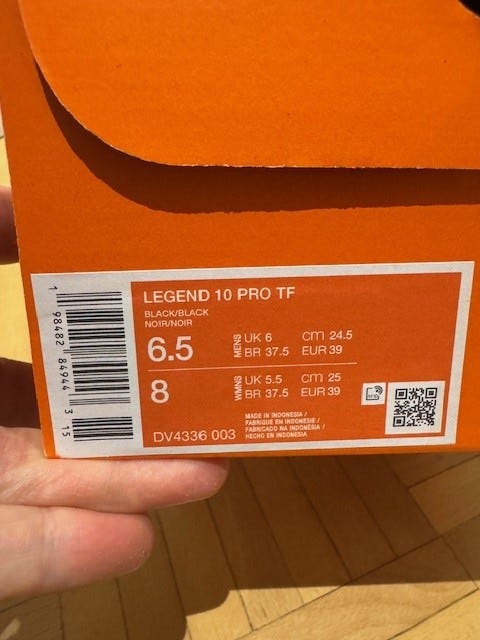 LEGEND 10 PRO TF
BLACK/BLACK
NOIR/NOIR
6.5 MENS UK 6 cm 24.5
BR 37.5 EUR 39
8 WMNS UK 5.5 cm 25
BR 37.5 EUR 39
DV4336 003
MADE IN INDONESIA /
FABRIQUE EN INDONESIE /
FABRICADO NA INDONÉSIA /
HECHO EN INDONESIA
1 98482 84944 3 15
RFID